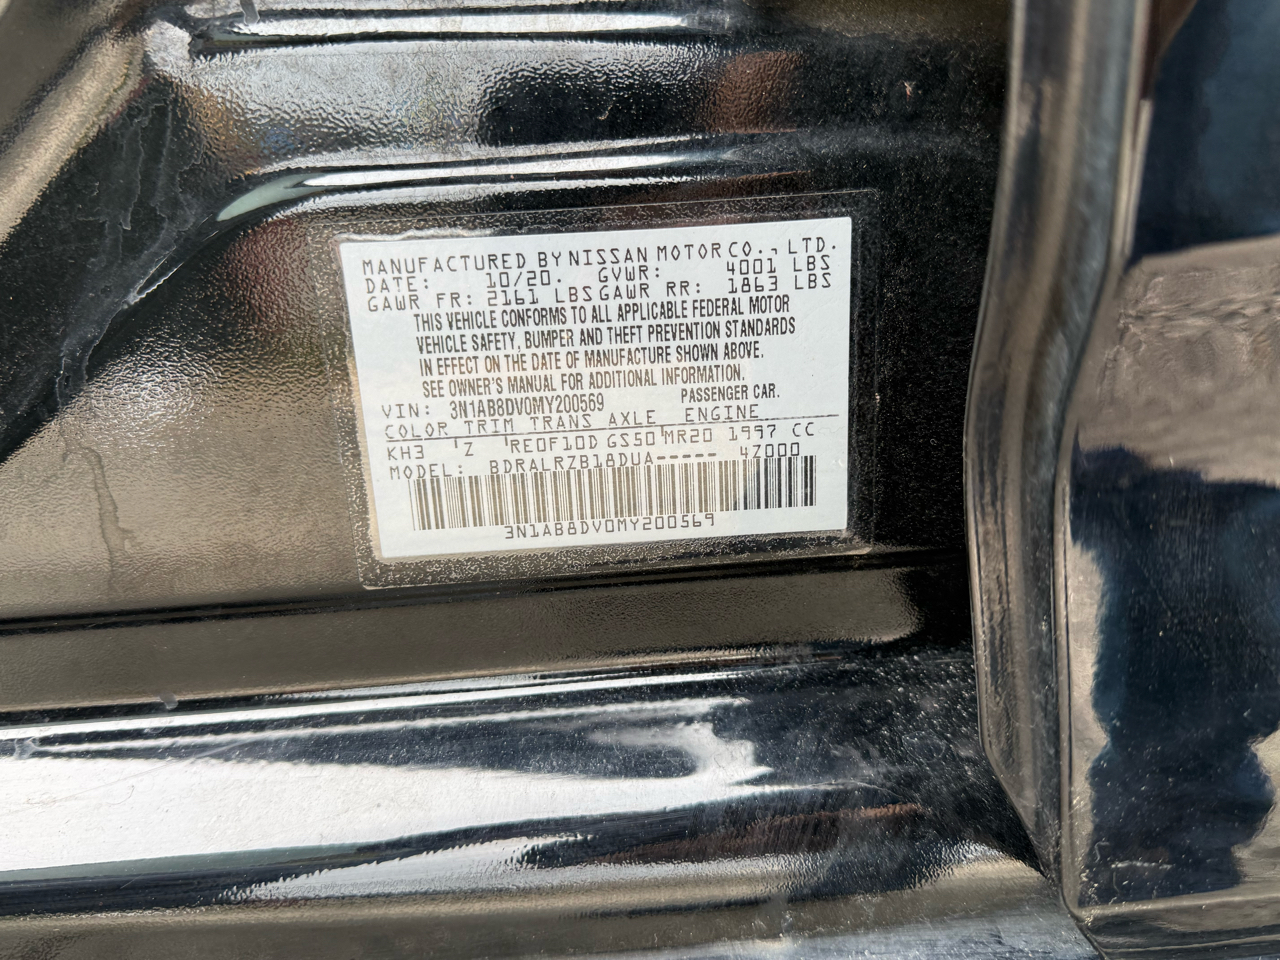 MANUFACTURED BY NISSAN MOTOR CO., LTD.
DATE: 10/20. GVWR: 4001 LBS
GAWR FR: 2161 LBS GAWR RR: 1863 LBS
THIS VEHICLE CONFORMS TO ALL APPLICABLE FEDERAL MOTOR
VEHICLE SAFETY, BUMPER AND THEFT PREVENTION STANDARDS
IN EFFECT ON THE DATE OF MANUFACTURE SHOWN ABOVE.
SEE OWNER'S MANUAL FOR ADDITIONAL INFORMATION.
VIN: 3N1AB8DV0MY200569 PASSENGER CAR.
COLOR TRIM TRANS AXLE ENGINE
KH3 'Z RE0F10D GS50 MR20 1997 CC
MODEL: BDRALRZB18DUA----- 4Z000
3N1AB8DV0MY200569